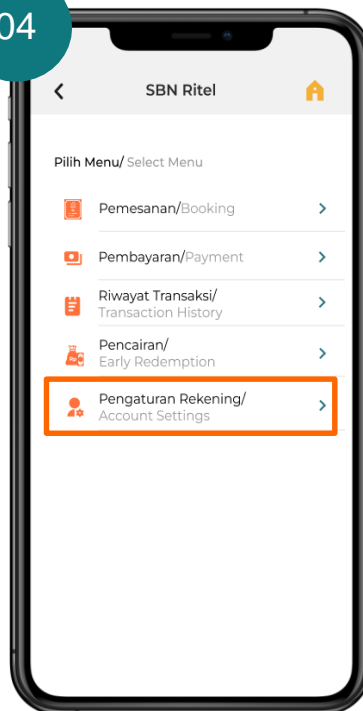 04
SBN Ritel
Pilih Menu/ Select Menu
Pemesanan/Booking
Pembayaran/Payment
Riwayat Transaksi/
Transaction History
Pencairan/
Early Redemption
Pengaturan Rekening/
Account Settings